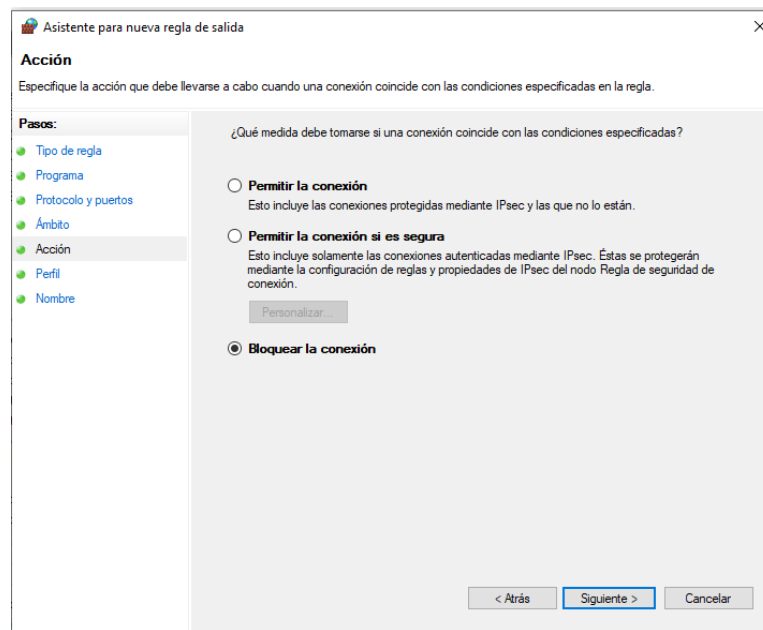 Asistente para nueva regla de salida
Acción
Especifique la acción que debe llevarse a cabo cuando una conexión coincide con las condiciones especificadas en la regla.
Pasos:
Tipo de regla
Programa
Protocolo y puertos
Ámbito
Acción
Perfil
Nombre
¿Qué medida debe tomarse si una conexión coincide con las condiciones especificadas?
Permitir la conexión
Esto incluye las conexiones protegidas mediante IPsec y las que no lo están.
Permitir la conexión si es segura
Esto incluye solamente las conexiones autenticadas mediante IPsec. Éstas se protegerán
mediante la configuración de reglas y propiedades de IPsec del nodo Regla de seguridad de
conexión.
Personalizar...
Bloquear la conexión
< Atrás
Siguiente >
Cancelar